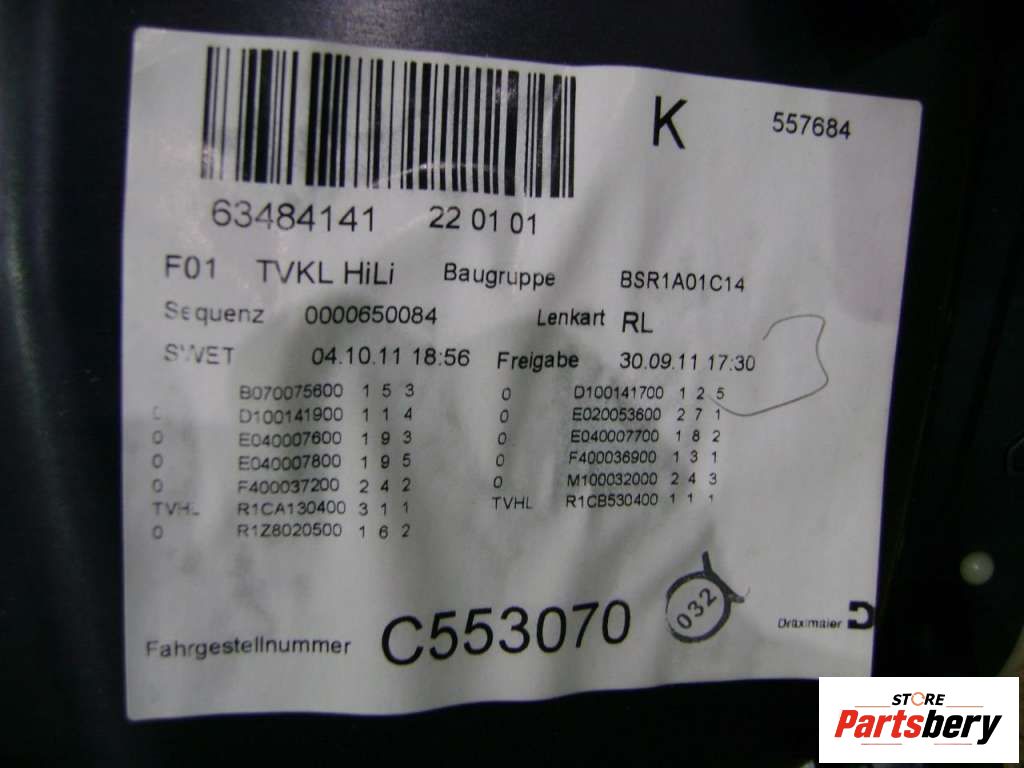 K 557684
63484141 22 01 01
F01 TVKL HiLi Baugruppe BSR1A01C14
Sequenz 0000650084 Lenkart RL
SWET 04.10.11 18:56 Freigabe 30.09.11 17:30
B070075600 1 5 3 0 D100141700 1 2 5
D100141900 1 1 4 0 E020053600 2 7 1
0 E040007600 1 9 3 0 E040007700 1 8 2
0 E040007800 1 9 5 0 F400036900 1 3 1
0 F400037200 2 4 2 0 M100032000 2 4 3
TVHL R1CA130400 3 1 1 TVHL R1CB530400 1 1 1
0 R1Z8020500 1 6 2
032
Fahrgestellnummer C553070 Dräxlmaier D
STORE
Partsbery